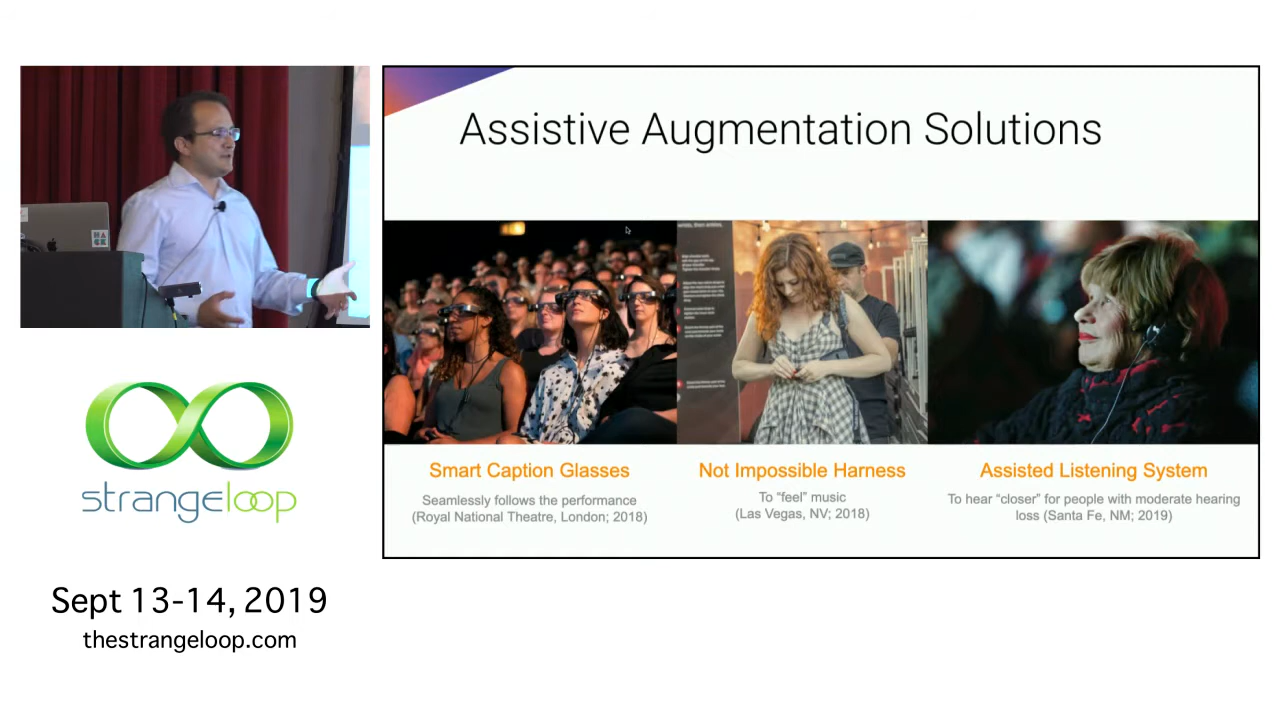 Assistive Augmentation Solutions
HA
CK
Smart Caption Glasses
Seamlessly follows the performance
(Royal National Theatre, London; 2018)
Not Impossible Harness
To “feel” music
(Las Vegas, NV; 2018)
Assisted Listening System
To hear “closer” for people with moderate hearing
loss (Santa Fe, NM; 2019)
strangeloop
Sept 13-14, 2019
thestrangeloop.com